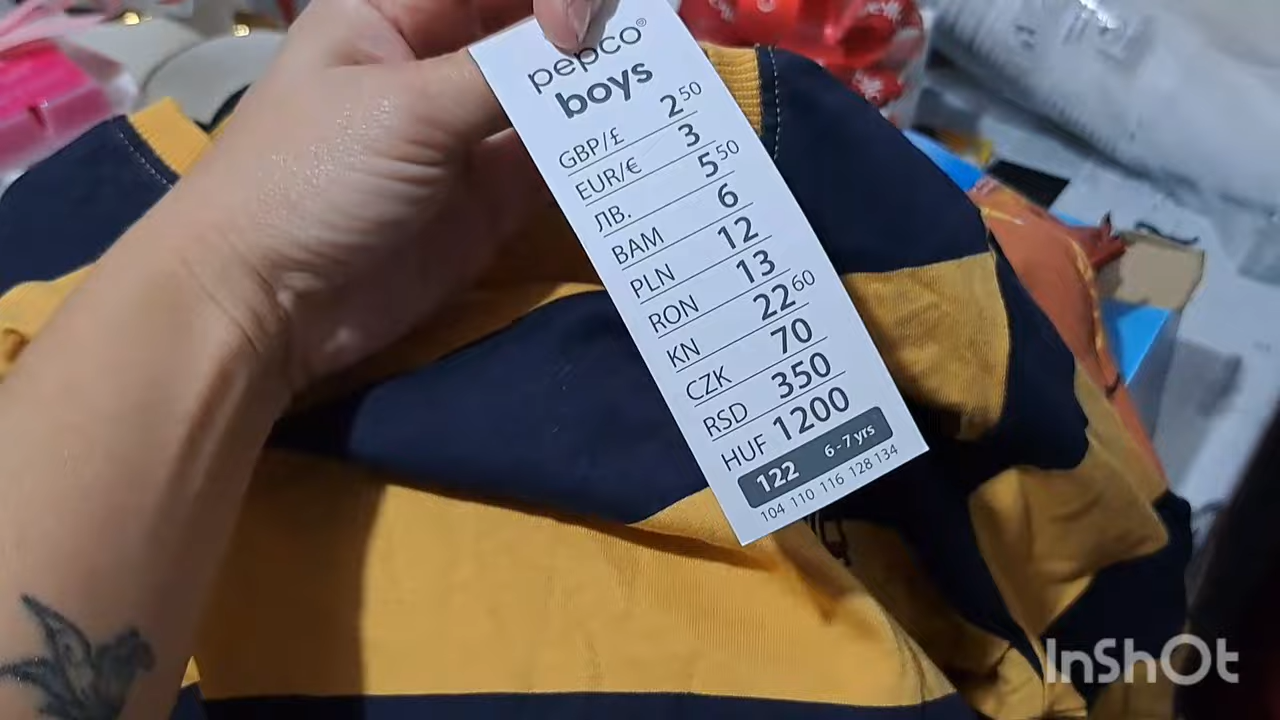 pepco®
boys
GBP/£ 2⁵⁰
EUR/€ 3
ЛВ. 5⁵⁰
BAM 6
PLN 12
RON 13
KN 22⁶⁰
CZK 70
RSD 350
HUF 1200
122 6-7 yrs
104 110 116 128 134
InShOt